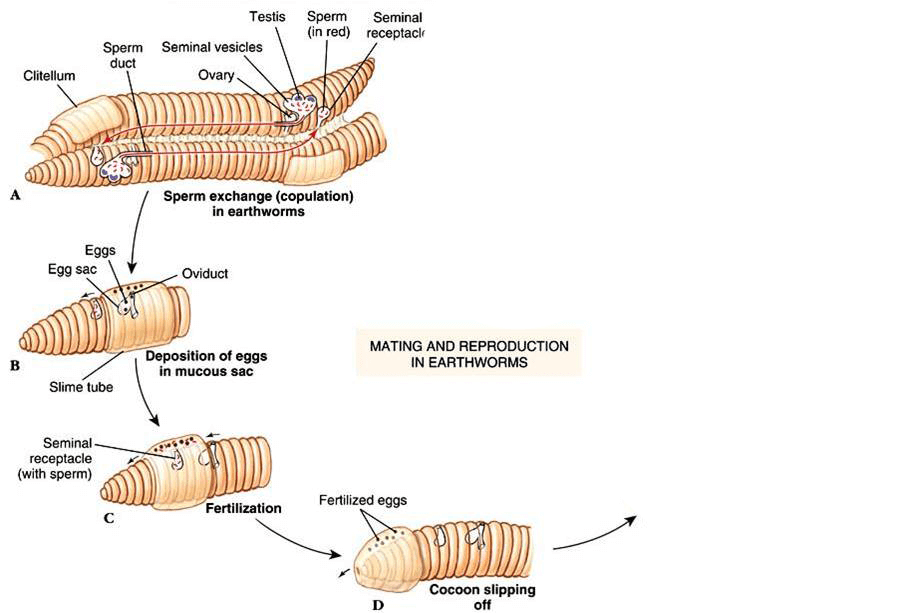 Testis
Sperm
(in red)
Seminal
receptacl
Sperm
duct
Seminal vesicles
Ovary
Clitellum
A
Sperm exchange (copulation)
in earthworms
Eggs
Egg sac
Oviduct
B
Deposition of eggs
in mucous sac
Slime tube
MATING AND REPRODUCTION
IN EARTHWORMS
Seminal
receptacle
(with sperm)
C
Fertilization
Fertilized eggs
D
Cocoon slipping
off